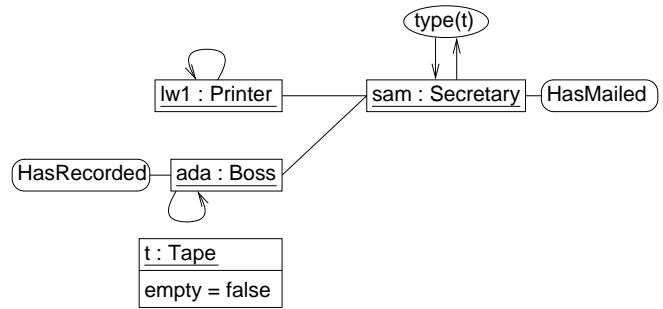 type(t)
lw1 : Printer
sam : Secretary
HasMailed
HasRecorded
ada : Boss
t : Tape
empty = false